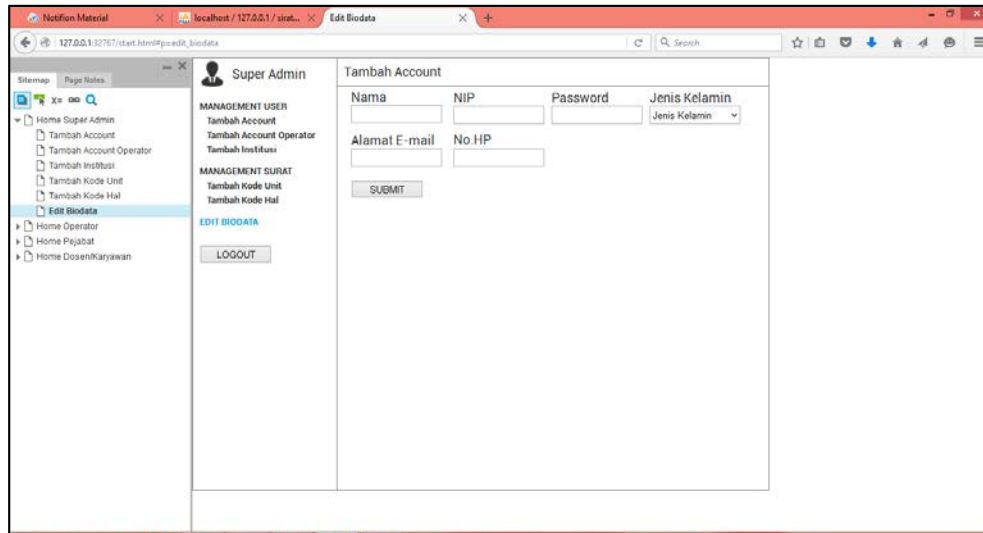 Notifion Material
localhost / 127.0.0.1 / sirat...
Edit Biodata
127.0.0.1:32767/start.html#p=edit_biodata
Search
Sitemap
Page Notes
X=
Home Super Admin
Tambah Account
Tambah Account Operator
Tambah Institusi
Tambah Kode Unit
Tambah Kode Hal
Edit Biodata
Home Operator
Home Pejabat
Home Dosen/Karyawan
Super Admin
MANAGEMENT USER
Tambah Account
Tambah Account Operator
Tambah Institusi
MANAGEMENT SURAT
Tambah Kode Unit
Tambah Kode Hal
EDIT BIODATA
LOGOUT
Tambah Account
Nama NIP Password Jenis Kelamin
Jenis Kelamin
Alamat E-mail No.HP
SUBMIT